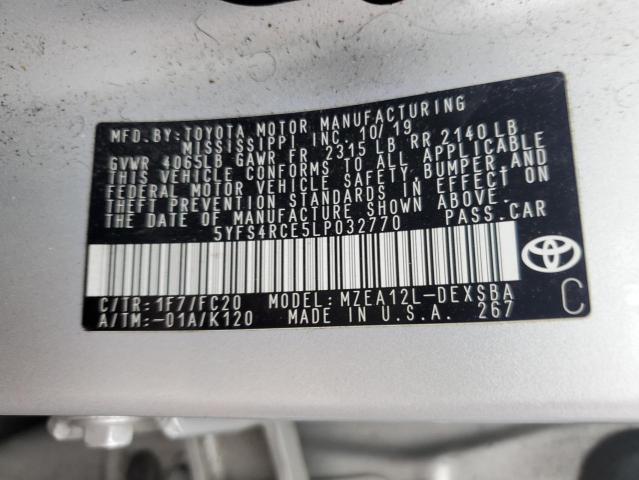 MFD.BY:TOYOTA MOTOR MANUFACTURING
MISSISSIPPI INC. 10/19
GVWR 4065LB GAWR FR 2315 LB RR 2140 LB
THIS VEHICLE CONFORMS TO ALL APPLICABLE
FEDERAL MOTOR VEHICLE SAFETY, BUMPER AND
THEFT PREVENTION STANDARDS IN EFFECT ON
THE DATE OF MANUFACTURE SHOWN ABOVE.
5YFS4RCE5LP032770 PASS.CAR
C/TR:1F7/FC20 MODEL:MZEA12L-DEXSBA
A/TM:-01A/K120 MADE IN U.S.A. 267
C